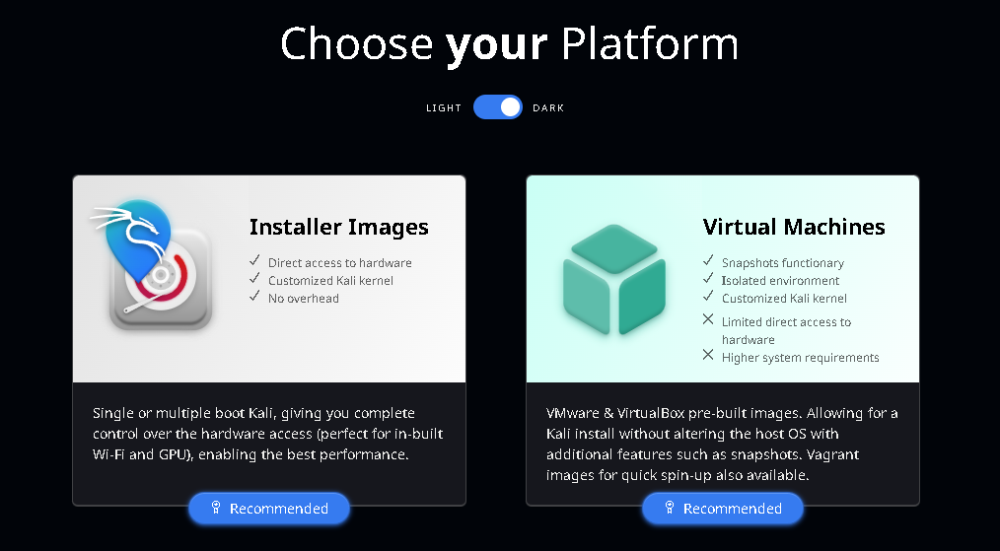 Choose your Platform
LIGHT
DARK
Installer Images
Direct access to hardware
Customized Kali kernel
No overhead
Single or multiple boot Kali, giving you complete
control over the hardware access (perfect for in-built
Wi-Fi and GPU), enabling the best performance.
Recommended
Virtual Machines
Snapshots functionary
Isolated environment
Customized Kali kernel
Limited direct access to
hardware
Higher system requirements
VMware & VirtualBox pre-built images. Allowing for a
Kali install without altering the host OS with
additional features such as snapshots. Vagrant
images for quick spin-up also available.
Recommended